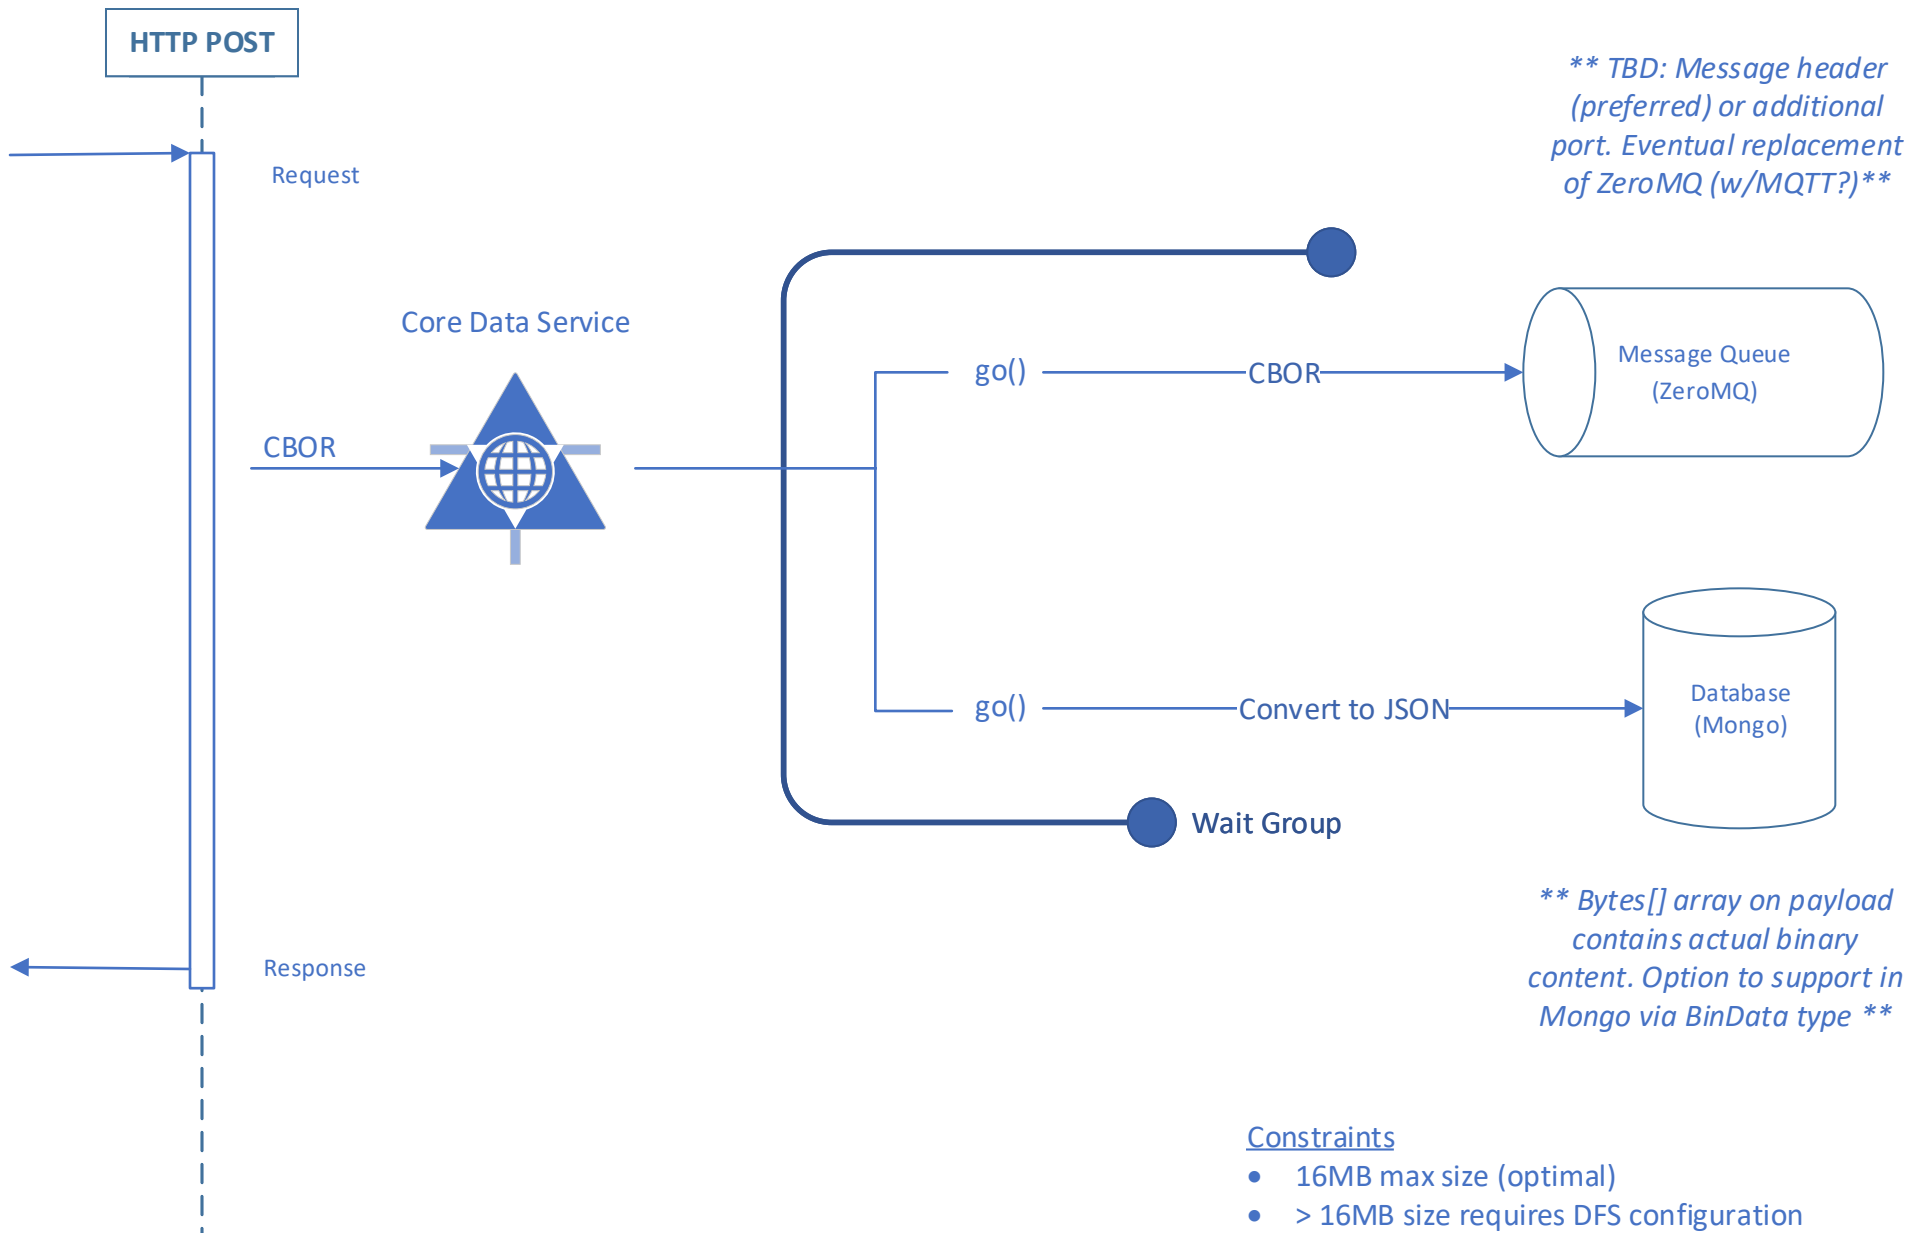 HTTP POST
** TBD: Message header
(preferred) or additional
port. Eventual replacement
of ZeroMQ (w/MQTT?)**
Request
Core Data Service
go()
CBOR
Message Queue
(ZeroMQ)
CBOR
go()
Convert to JSON
Database
(Mongo)
Wait Group
** Bytes[] array on payload
contains actual binary
content. Option to support in
Mongo via BinData type **
Response
Constraints
• 16MB max size (optimal)
• > 16MB size requires DFS configuration